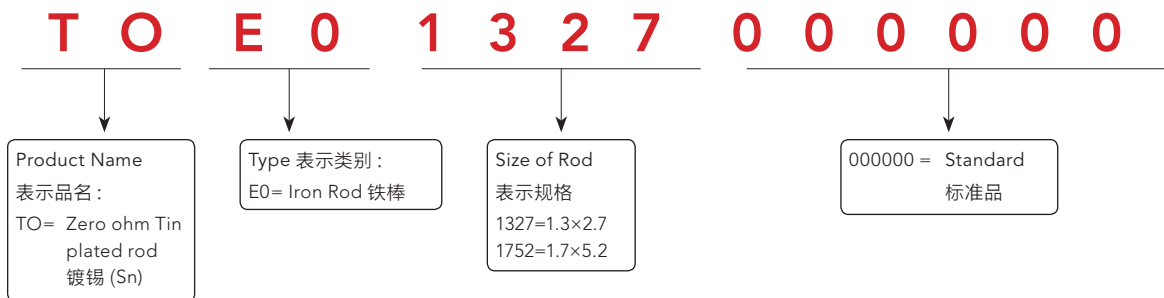 T O E 0 1 3 2 7 0 0 0 0 0 0
Product Name
表示品名 :
TO= Zero ohm Tin
plated rod
镀锡 (Sn)
Type 表示类别 :
E0= Iron Rod 铁棒
Size of Rod
表示规格
1327=1.3×2.7
1752=1.7×5.2
000000 = Standard
标准品